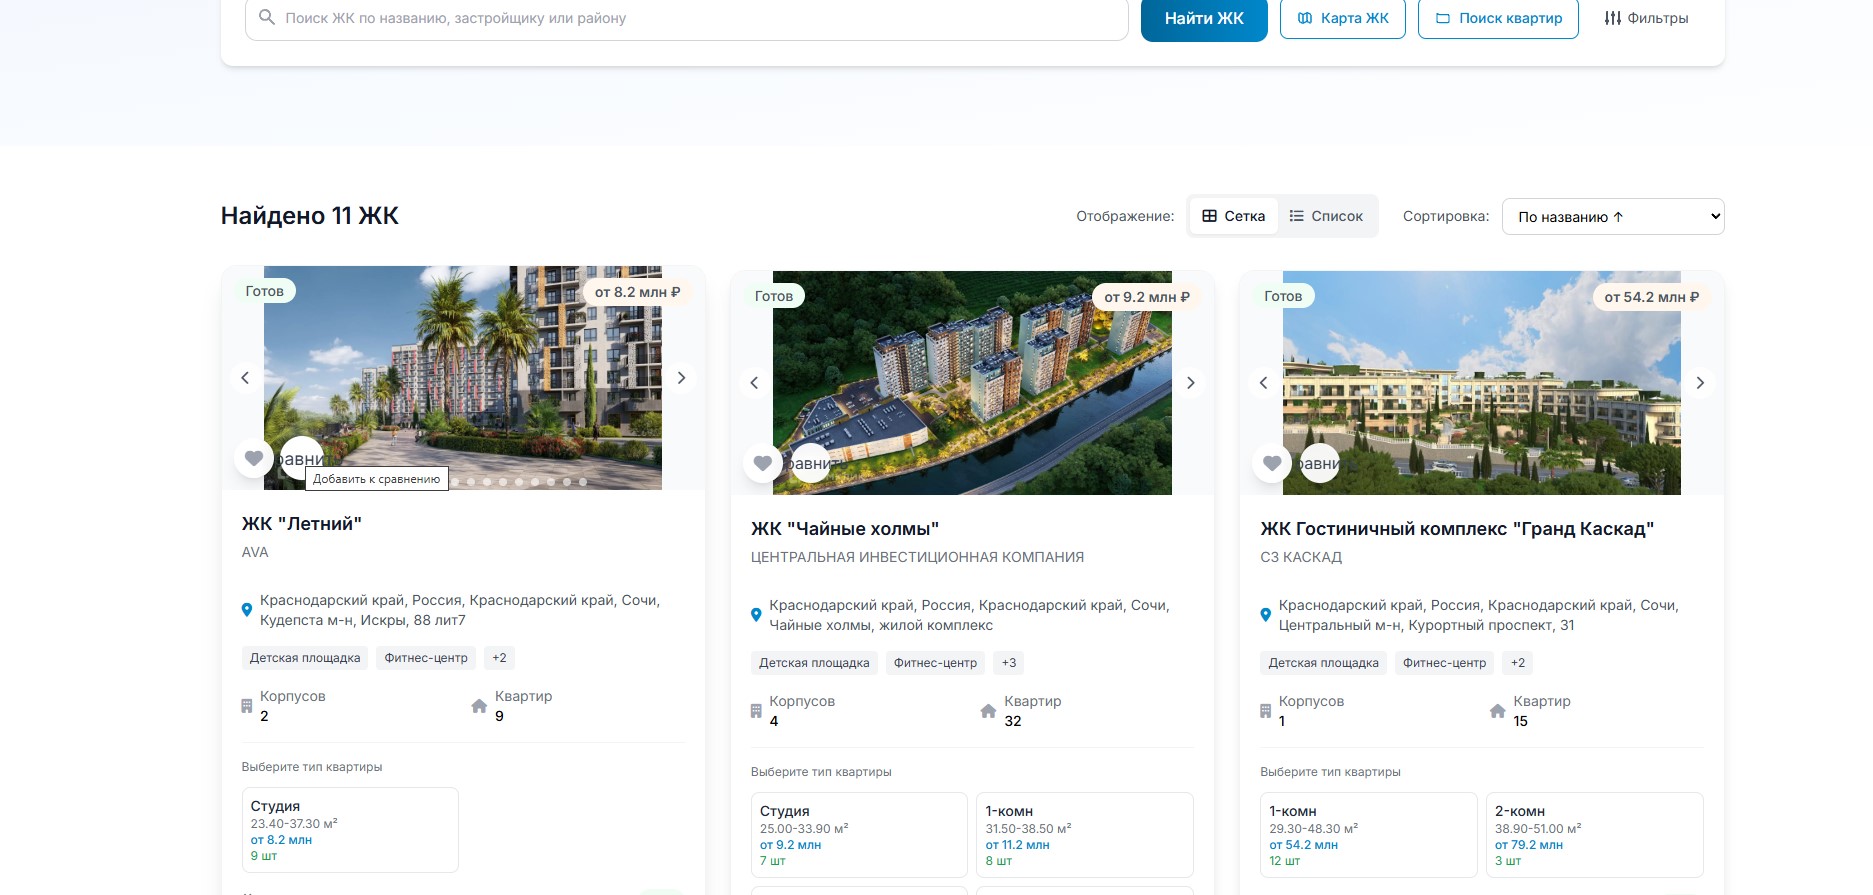 Поиск ЖК по названию, застройщику или району
Найти ЖК
Карта ЖК
Поиск квартир
Фильтры
Найдено 11 ЖК
Отображение:
Сетка
Список
Сортировка:
По названию ↑
Готов
от 8.2 млн ₽
равнить
Добавить к сравнению
ЖК "Летний"
AVA
Краснодарский край, Россия, Краснодарский край, Сочи,
Кудепста м-н, Искры, 88 лит7
Детская площадка
Фитнес-центр
+2
Корпусов
2
Квартир
9
Выберите тип квартиры
Студия
23.40-37.30 м²
от 8.2 млн
9 шт
Готов
от 9.2 млн ₽
равнить
ЖК "Чайные холмы"
ЦЕНТРАЛЬНАЯ ИНВЕСТИЦИОННАЯ КОМПАНИЯ
Краснодарский край, Россия, Краснодарский край, Сочи,
Чайные холмы, жилой комплекс
Детская площадка
Фитнес-центр
+3
Корпусов
4
Квартир
32
Выберите тип квартиры
Студия
25.00-33.90 м²
от 9.2 млн
7 шт
1-комн
31.50-38.50 м²
от 11.2 млн
8 шт
Готов
от 54.2 млн ₽
равнить
ЖК Гостиничный комплекс "Гранд Каскад"
СЗ КАСКАД
Краснодарский край, Россия, Краснодарский край, Сочи,
Центральный м-н, Курортный проспект, 31
Детская площадка
Фитнес-центр
+2
Корпусов
1
Квартир
15
Выберите тип квартиры
1-комн
29.30-48.30 м²
от 54.2 млн
12 шт
2-комн
38.90-51.00 м²
от 79.2 млн
3 шт